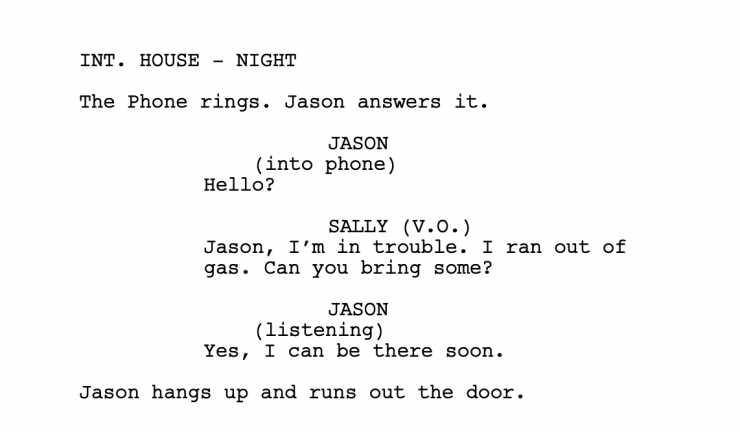 INT. HOUSE – NIGHT
The Phone rings. Jason answers it.
JASON
(into phone)
Hello?
SALLY (V.O.)
Jason, I’m in trouble. I ran out of
gas. Can you bring some?
JASON
(listening)
Yes, I can be there soon.
Jason hangs up and runs out the door.